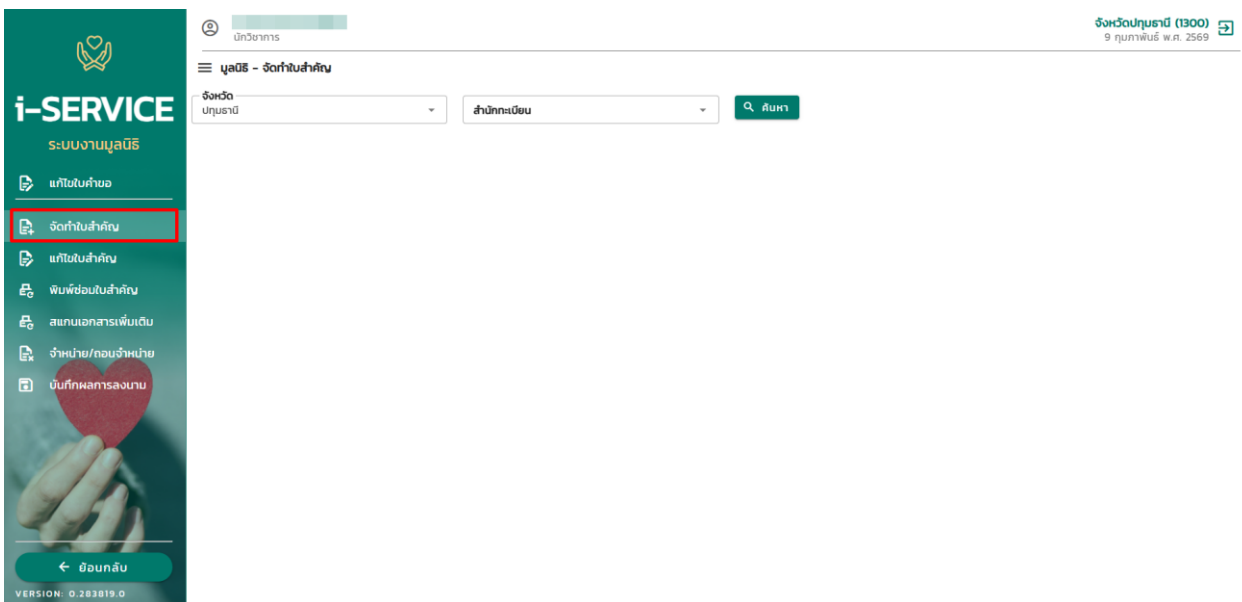 นักวิชาการ
จังหวัดปทุมธานี (1300)
9 กุมภาพันธ์ พ.ศ. 2569
i-SERVICE
ระบบงานมูลนิธิ
มูลนิธิ - จัดทำใบสำคัญ
จังหวัด
ปทุมธานี
สำนักทะเบียน
ค้นหา
แก้ไขใบคำขอ
จัดทำใบสำคัญ
แก้ไขใบสำคัญ
พิมพ์ซ่อมใบสำคัญ
สแกนเอกสารเพิ่มเติม
จำหน่าย/ถอนจำหน่าย
บันทึกผลการลงนาม
ย้อนกลับ
VERSION: 0.283819.0